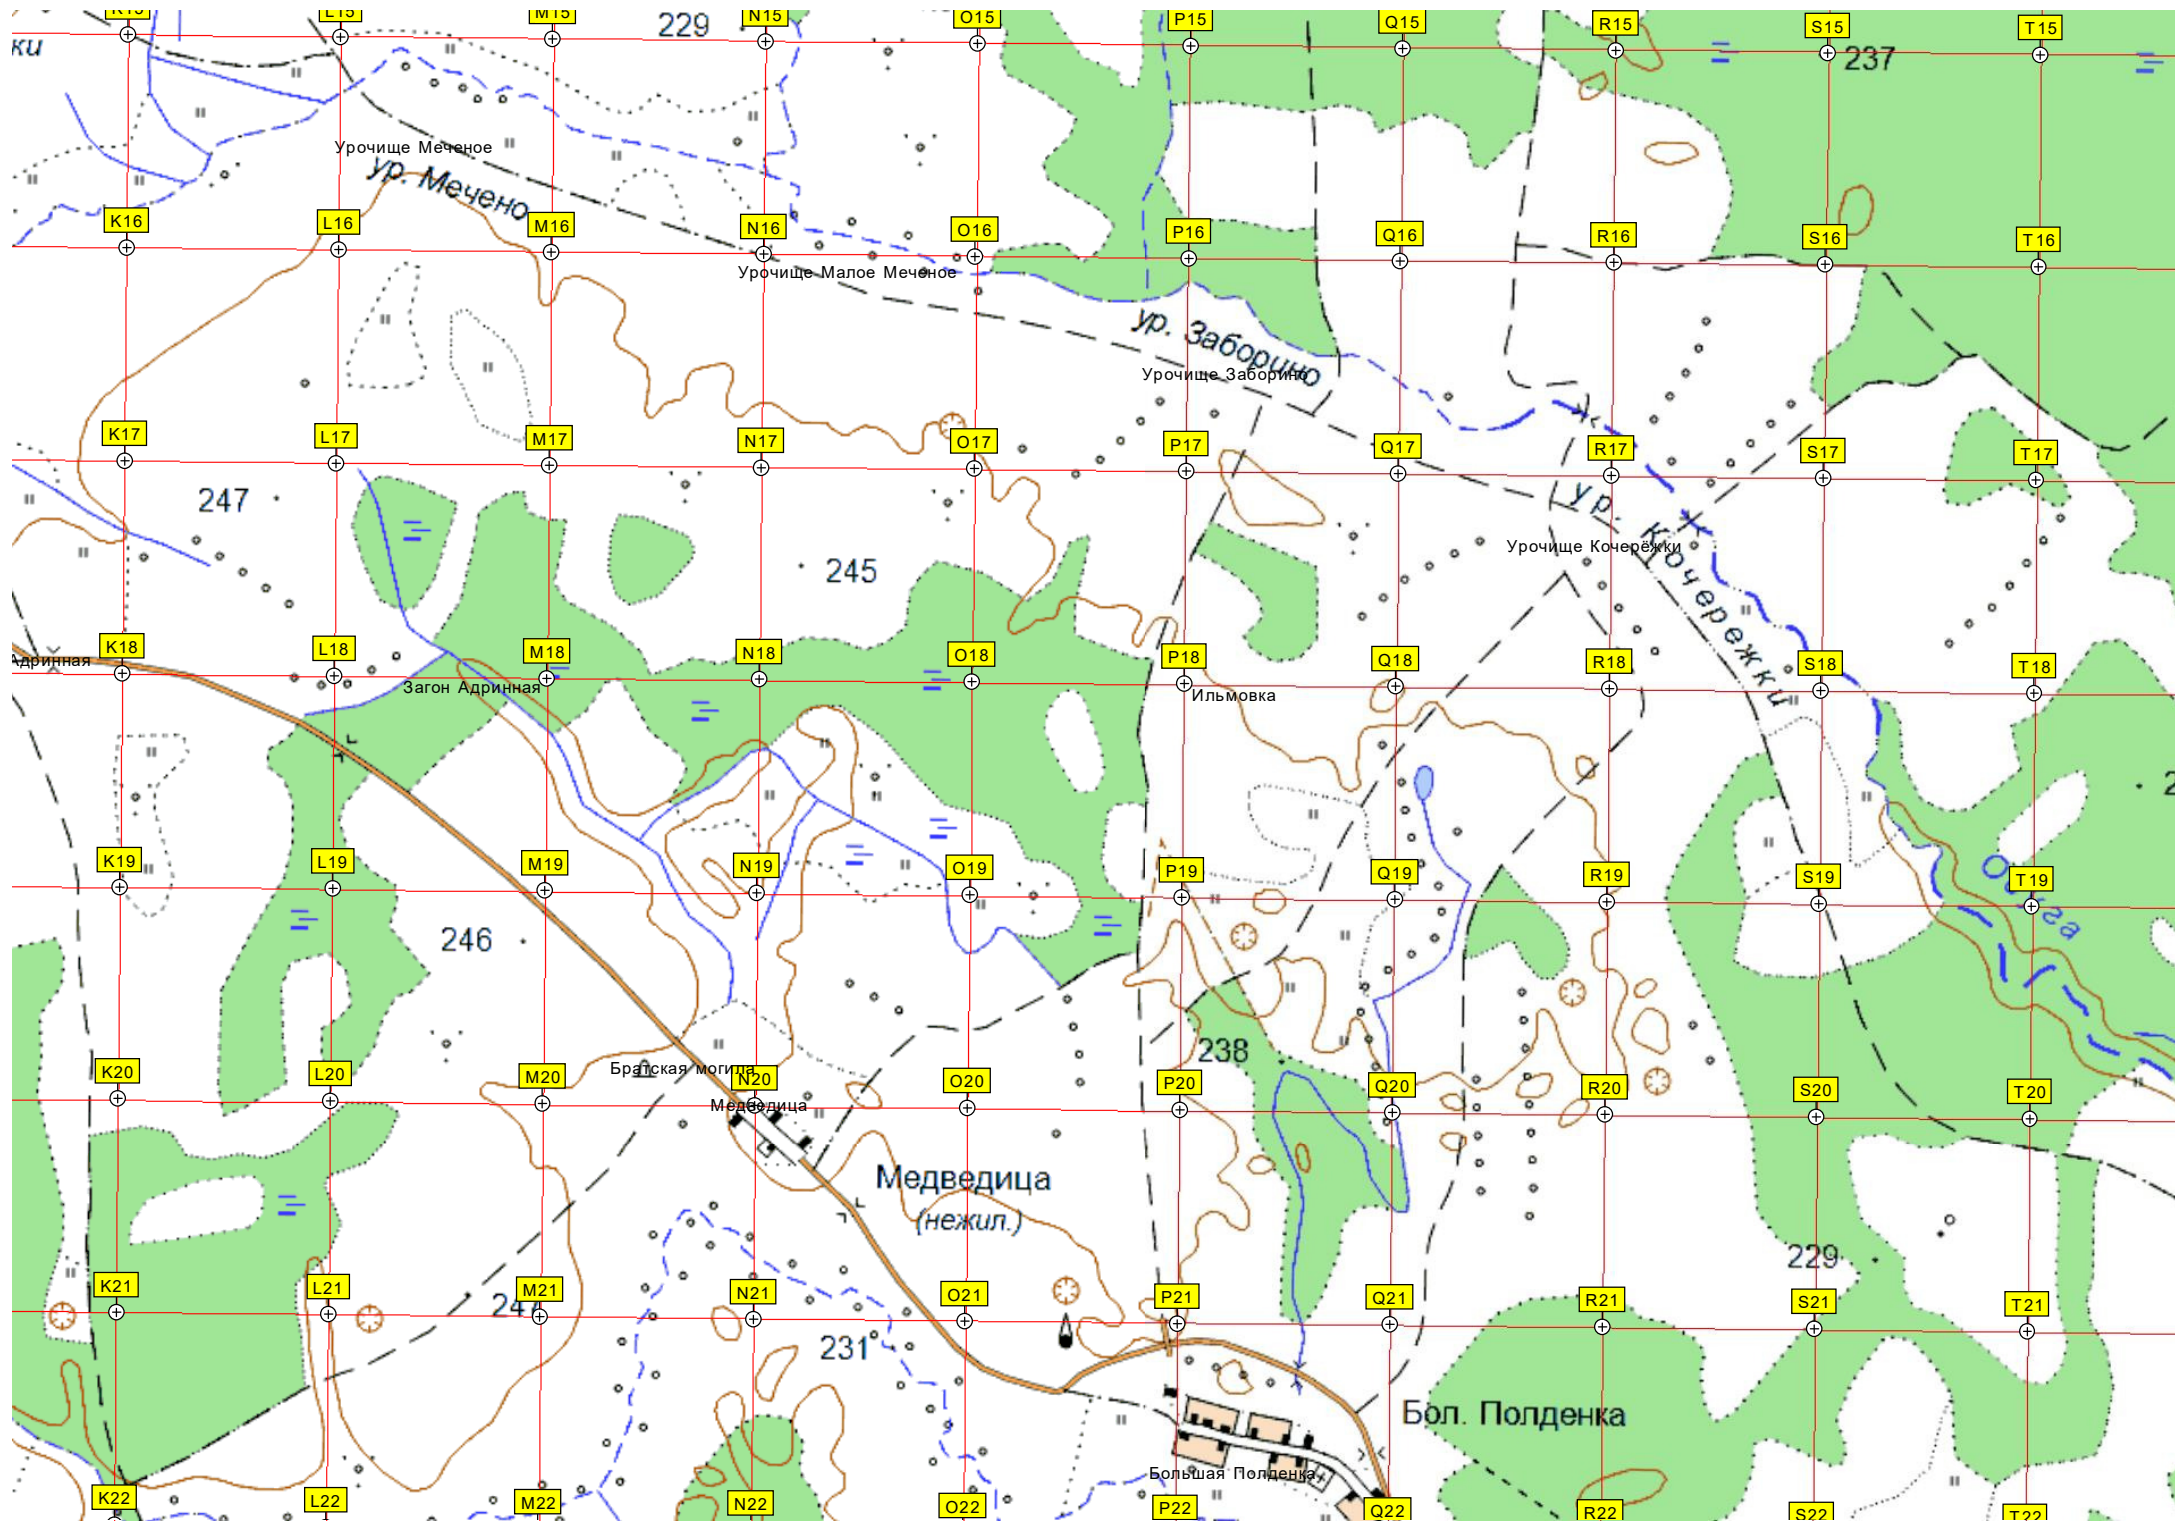 K15 L15 M15 N15 O15 P15 Q15 R15 S15 T15
ки
229
237
Урочище Меченое
ур. Мечено
K16 L16 M16 N16 O16 P16 Q16 R16 S16 T16
Урочище Малое Меченое
ур. Заборино
Урочище Заборино
K17 L17 M17 N17 O17 P17 Q17 R17 S17 T17
247
245
ур. Кочережки
Урочище Кочерёжки
K18 L18 M18 N18 O18 P18 Q18 R18 S18 T18
Адринная
Загон Адринная
Ильмовка
2
K19 L19 M19 N19 O19 P19 Q19 R19 S19 T19
246
238
Братская могила
K20 L20 M20 N20 O20 P20 Q20 R20 S20 T20
Медведица
Медведица
(нежил.)
229
K21 L21 M21 N21 O21 P21 Q21 R21 S21 T21
247
231
Бол. Полденка
Большая Полденка
K22 L22 M22 N22 O22 P22 Q22 R22 S22 T22